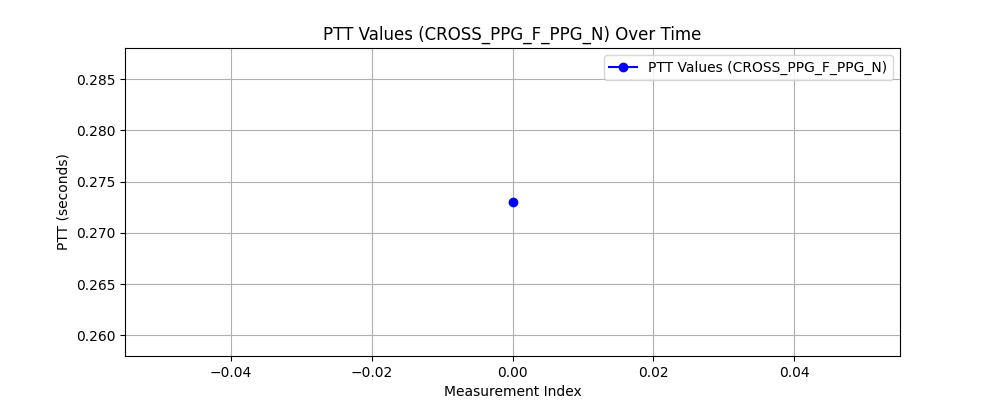 PTT Values (CROSS_PPG_F_PPG_N) Over Time
PTT Values (CROSS_PPG_F_PPG_N)
PTT (seconds)
0.285
0.280
0.275
0.270
0.265
0.260
−0.04 −0.02 0.00 0.02 0.04
Measurement Index